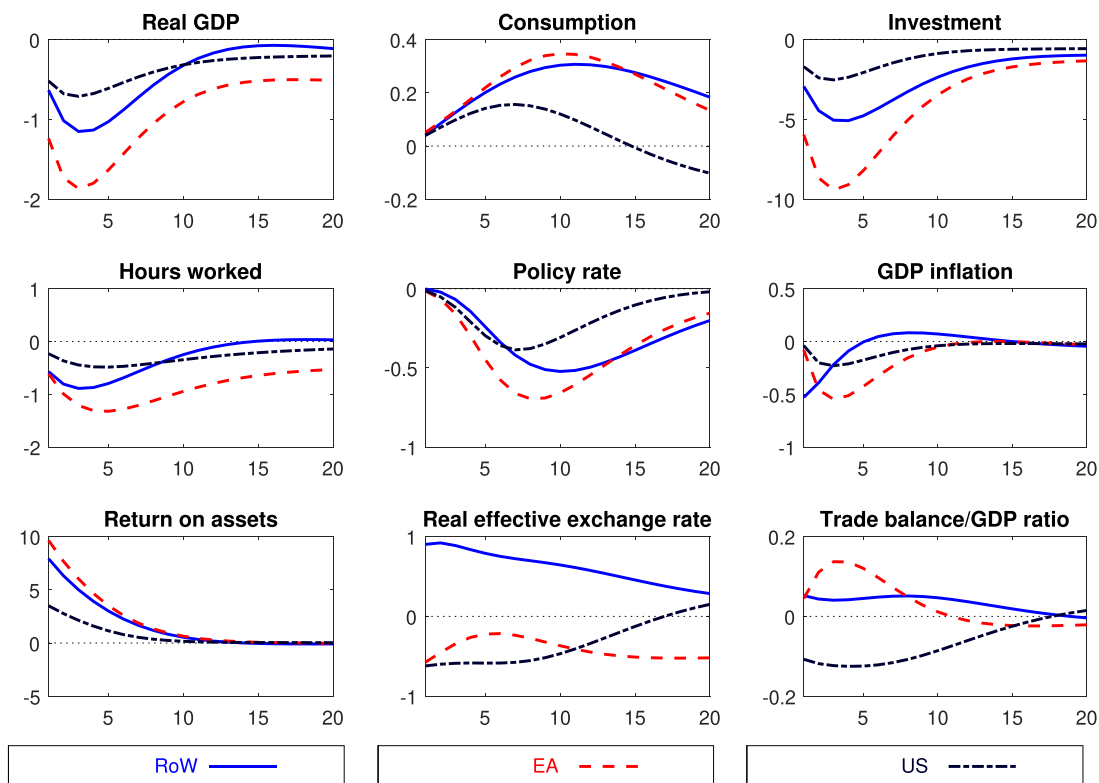 Real GDP Consumption Investment
0 0.4 0
0.2
-1 -5
0
-2 -0.2 -10
5 10 15 20 5 10 15 20 5 10 15 20
Hours worked Policy rate GDP inflation
1 0 0.5
0 0
-0.5
-1 -0.5
-2 -1 -1
5 10 15 20 5 10 15 20 5 10 15 20
Return on assets Real effective exchange rate Trade balance/GDP ratio
10 1 0.2
5
0 0
0
-5 -1 -0.2
5 10 15 20 5 10 15 20 5 10 15 20
RoW EA US